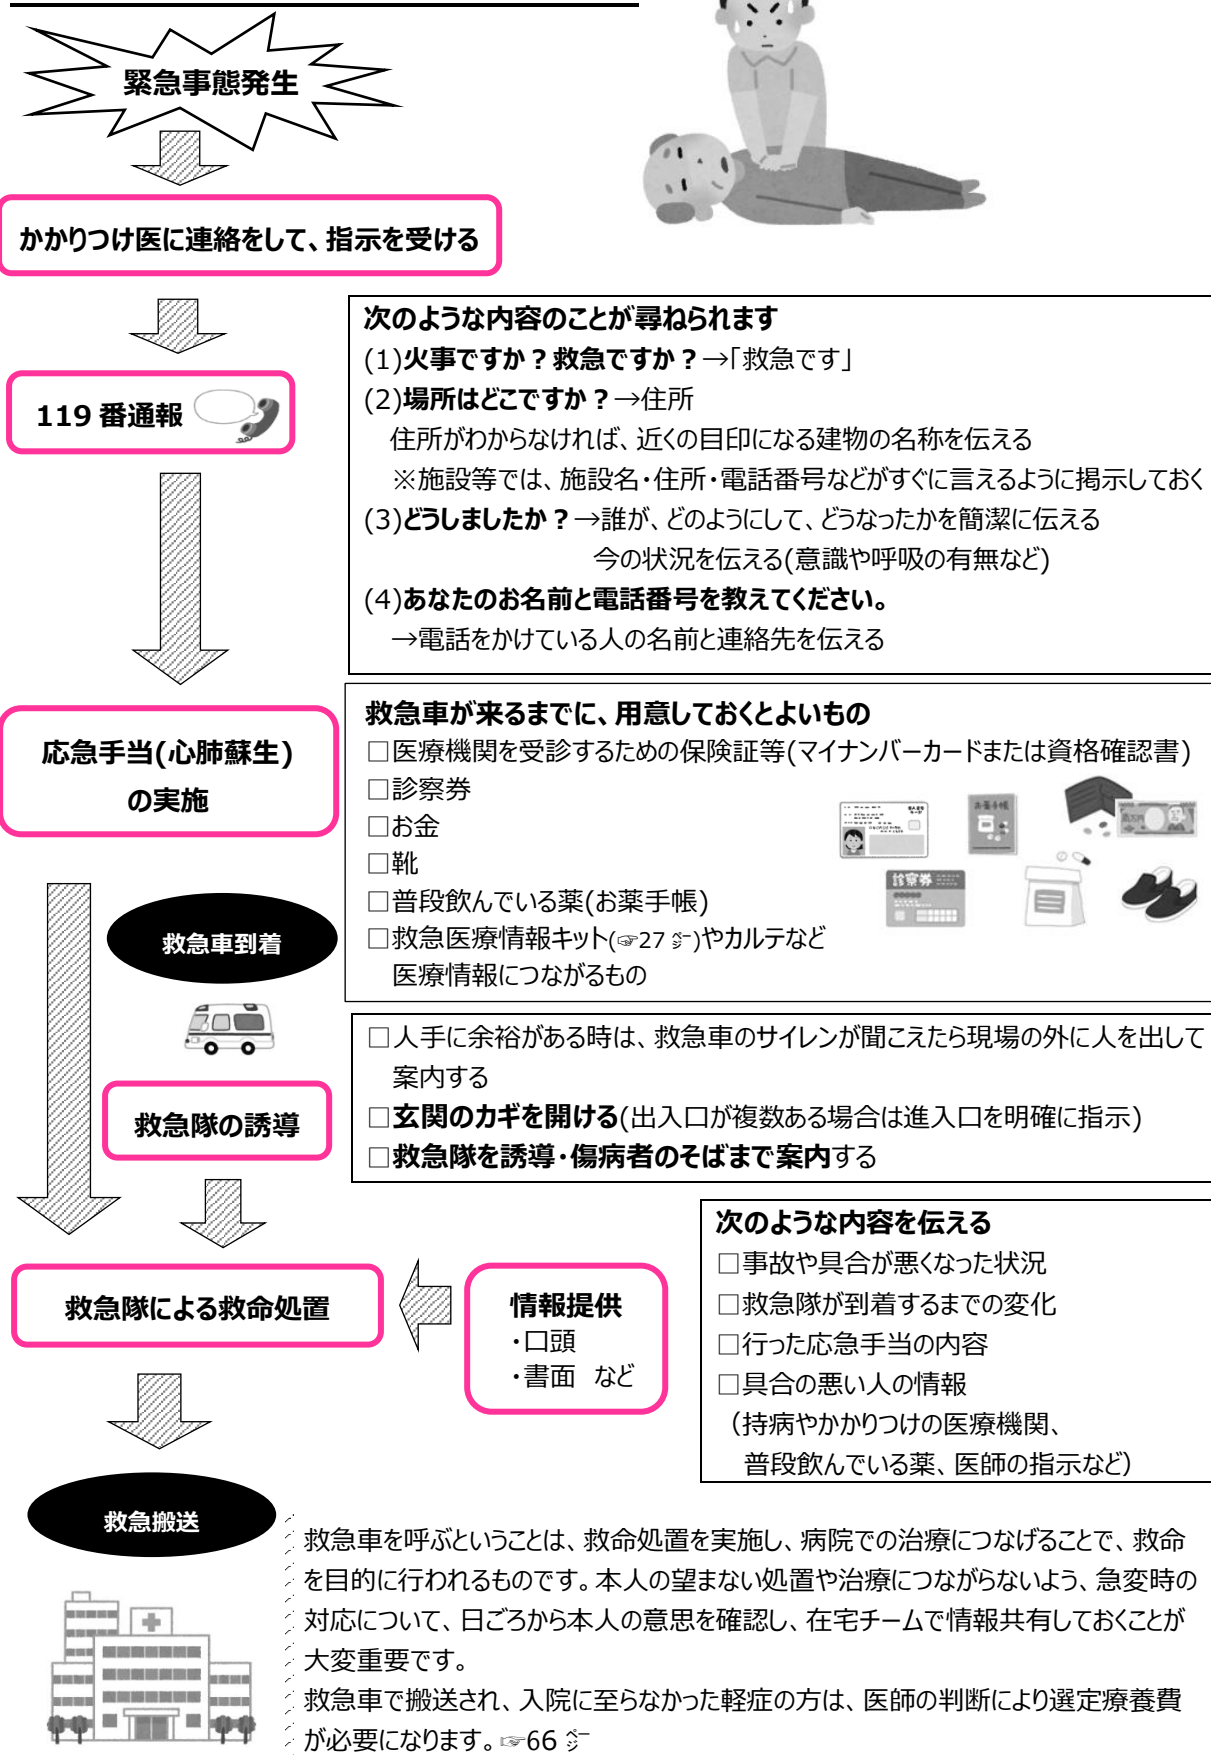 緊急事態発生
かかりつけ医に連絡をして、指示を受ける
119 番通報
次のような内容のことが尋ねられます
(1)火事ですか？救急ですか？→「救急です」
(2)場所はどこですか？→住所
住所がわからなければ、近くの目印になる建物の名称を伝える
※施設等では、施設名・住所・電話番号などがすぐに言えるように掲示しておく
(3)どうしましたか？→誰が、どのようにして、どうなったかを簡潔に伝える
今の状況を伝える(意識や呼吸の有無など)
(4)あなたのお名前と電話番号を教えてください。
→電話をかけている人の名前と連絡先を伝える
応急手当(心肺蘇生)
の実施
救急車が来るまでに、用意しておくとよいもの
□医療機関を受診するための保険証等(マイナンバーカードまたは資格確認書)
□診察券
□お金
□靴
□普段飲んでいる薬(お薬手帳)
□救急医療情報キット(☞27 ㌻)やカルテなど
医療情報につながるもの
お薬手帳
診察券
救急車到着
救急隊の誘導
□人手に余裕がある時は、救急車のサイレンが聞こえたら現場の外に人を出して
案内する
□玄関のカギを開ける(出入口が複数ある場合は進入口を明確に指示)
□救急隊を誘導・傷病者のそばまで案内する
救急隊による救命処置
情報提供
・口頭
・書面　など
次のような内容を伝える
□事故や具合が悪くなった状況
□救急隊が到着するまでの変化
□行った応急手当の内容
□具合の悪い人の情報
（持病やかかりつけの医療機関、
普段飲んでいる薬、医師の指示など）
救急搬送
救急車を呼ぶということは、救命処置を実施し、病院での治療につなげることで、救命
を目的に行われるものです。本人の望まない処置や治療につながらないよう、急変時の
対応について、日ごろから本人の意思を確認し、在宅チームで情報共有しておくことが
大変重要です。
救急車で搬送され、入院に至らなかった軽症の方は、医師の判断により選定療養費
が必要になります。☞66 ㌻